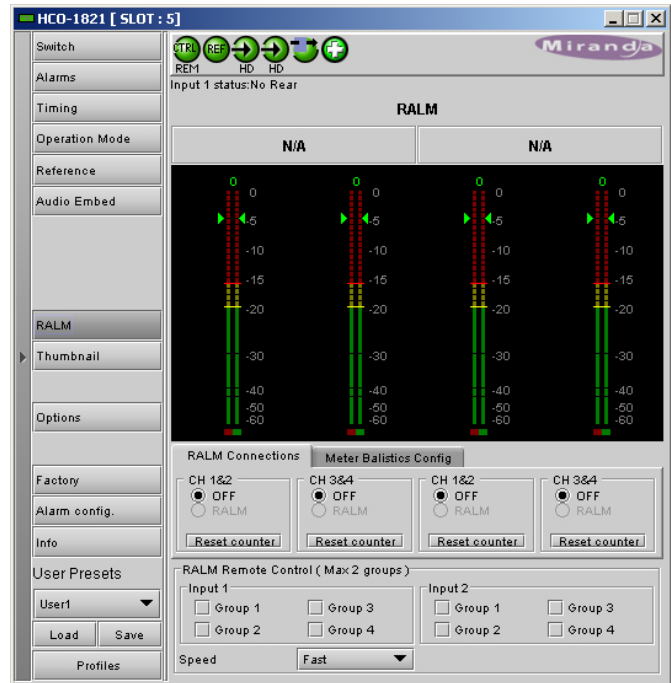 HCO-1821 [ SLOT : 5]
Switch
Alarms
Timing
Operation Mode
Reference
Audio Embed
RALM
Thumbnail
Options
Factory
Alarm config.
Info
User Presets
User1
Load Save
Profiles
CTRL REF
REM HD HD
Miranda
Input 1 status:No Rear
RALM
N/A N/A
0 0 0 0
0 0 0 0
-5 -5 -5 -5
-10 -10 -10 -10
-15 -15 -15 -15
-20 -20 -20 -20
-30 -30 -30 -30
-40 -40 -40 -40
-50 -50 -50 -50
-60 -60 -60 -60
RALM Connections Meter Balistics Config
CH 1&2 CH 3&4 CH 1&2 CH 3&4
OFF OFF OFF OFF
RALM RALM RALM RALM
Reset counter Reset counter Reset counter Reset counter
RALM Remote Control ( Max 2 groups )
Input 1 Input 2
Group 1 Group 3 Group 1 Group 3
Group 2 Group 4 Group 2 Group 4
Speed Fast